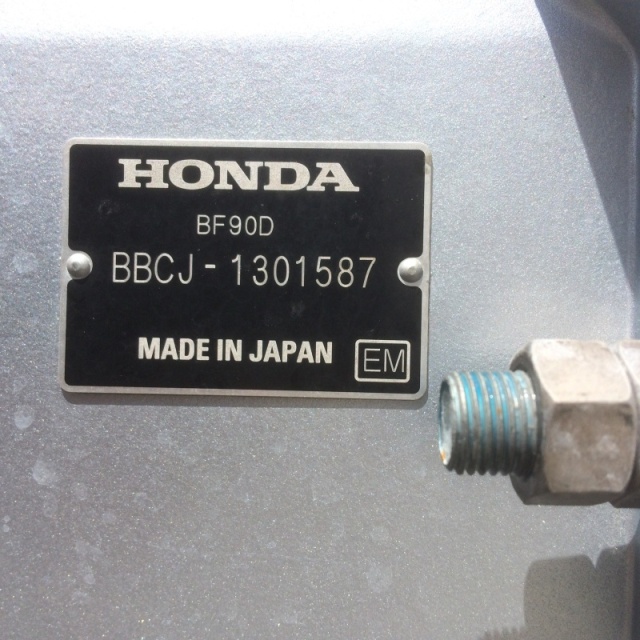 HONDA
BF90D
BBCJ - 1301587
MADE IN JAPAN EM